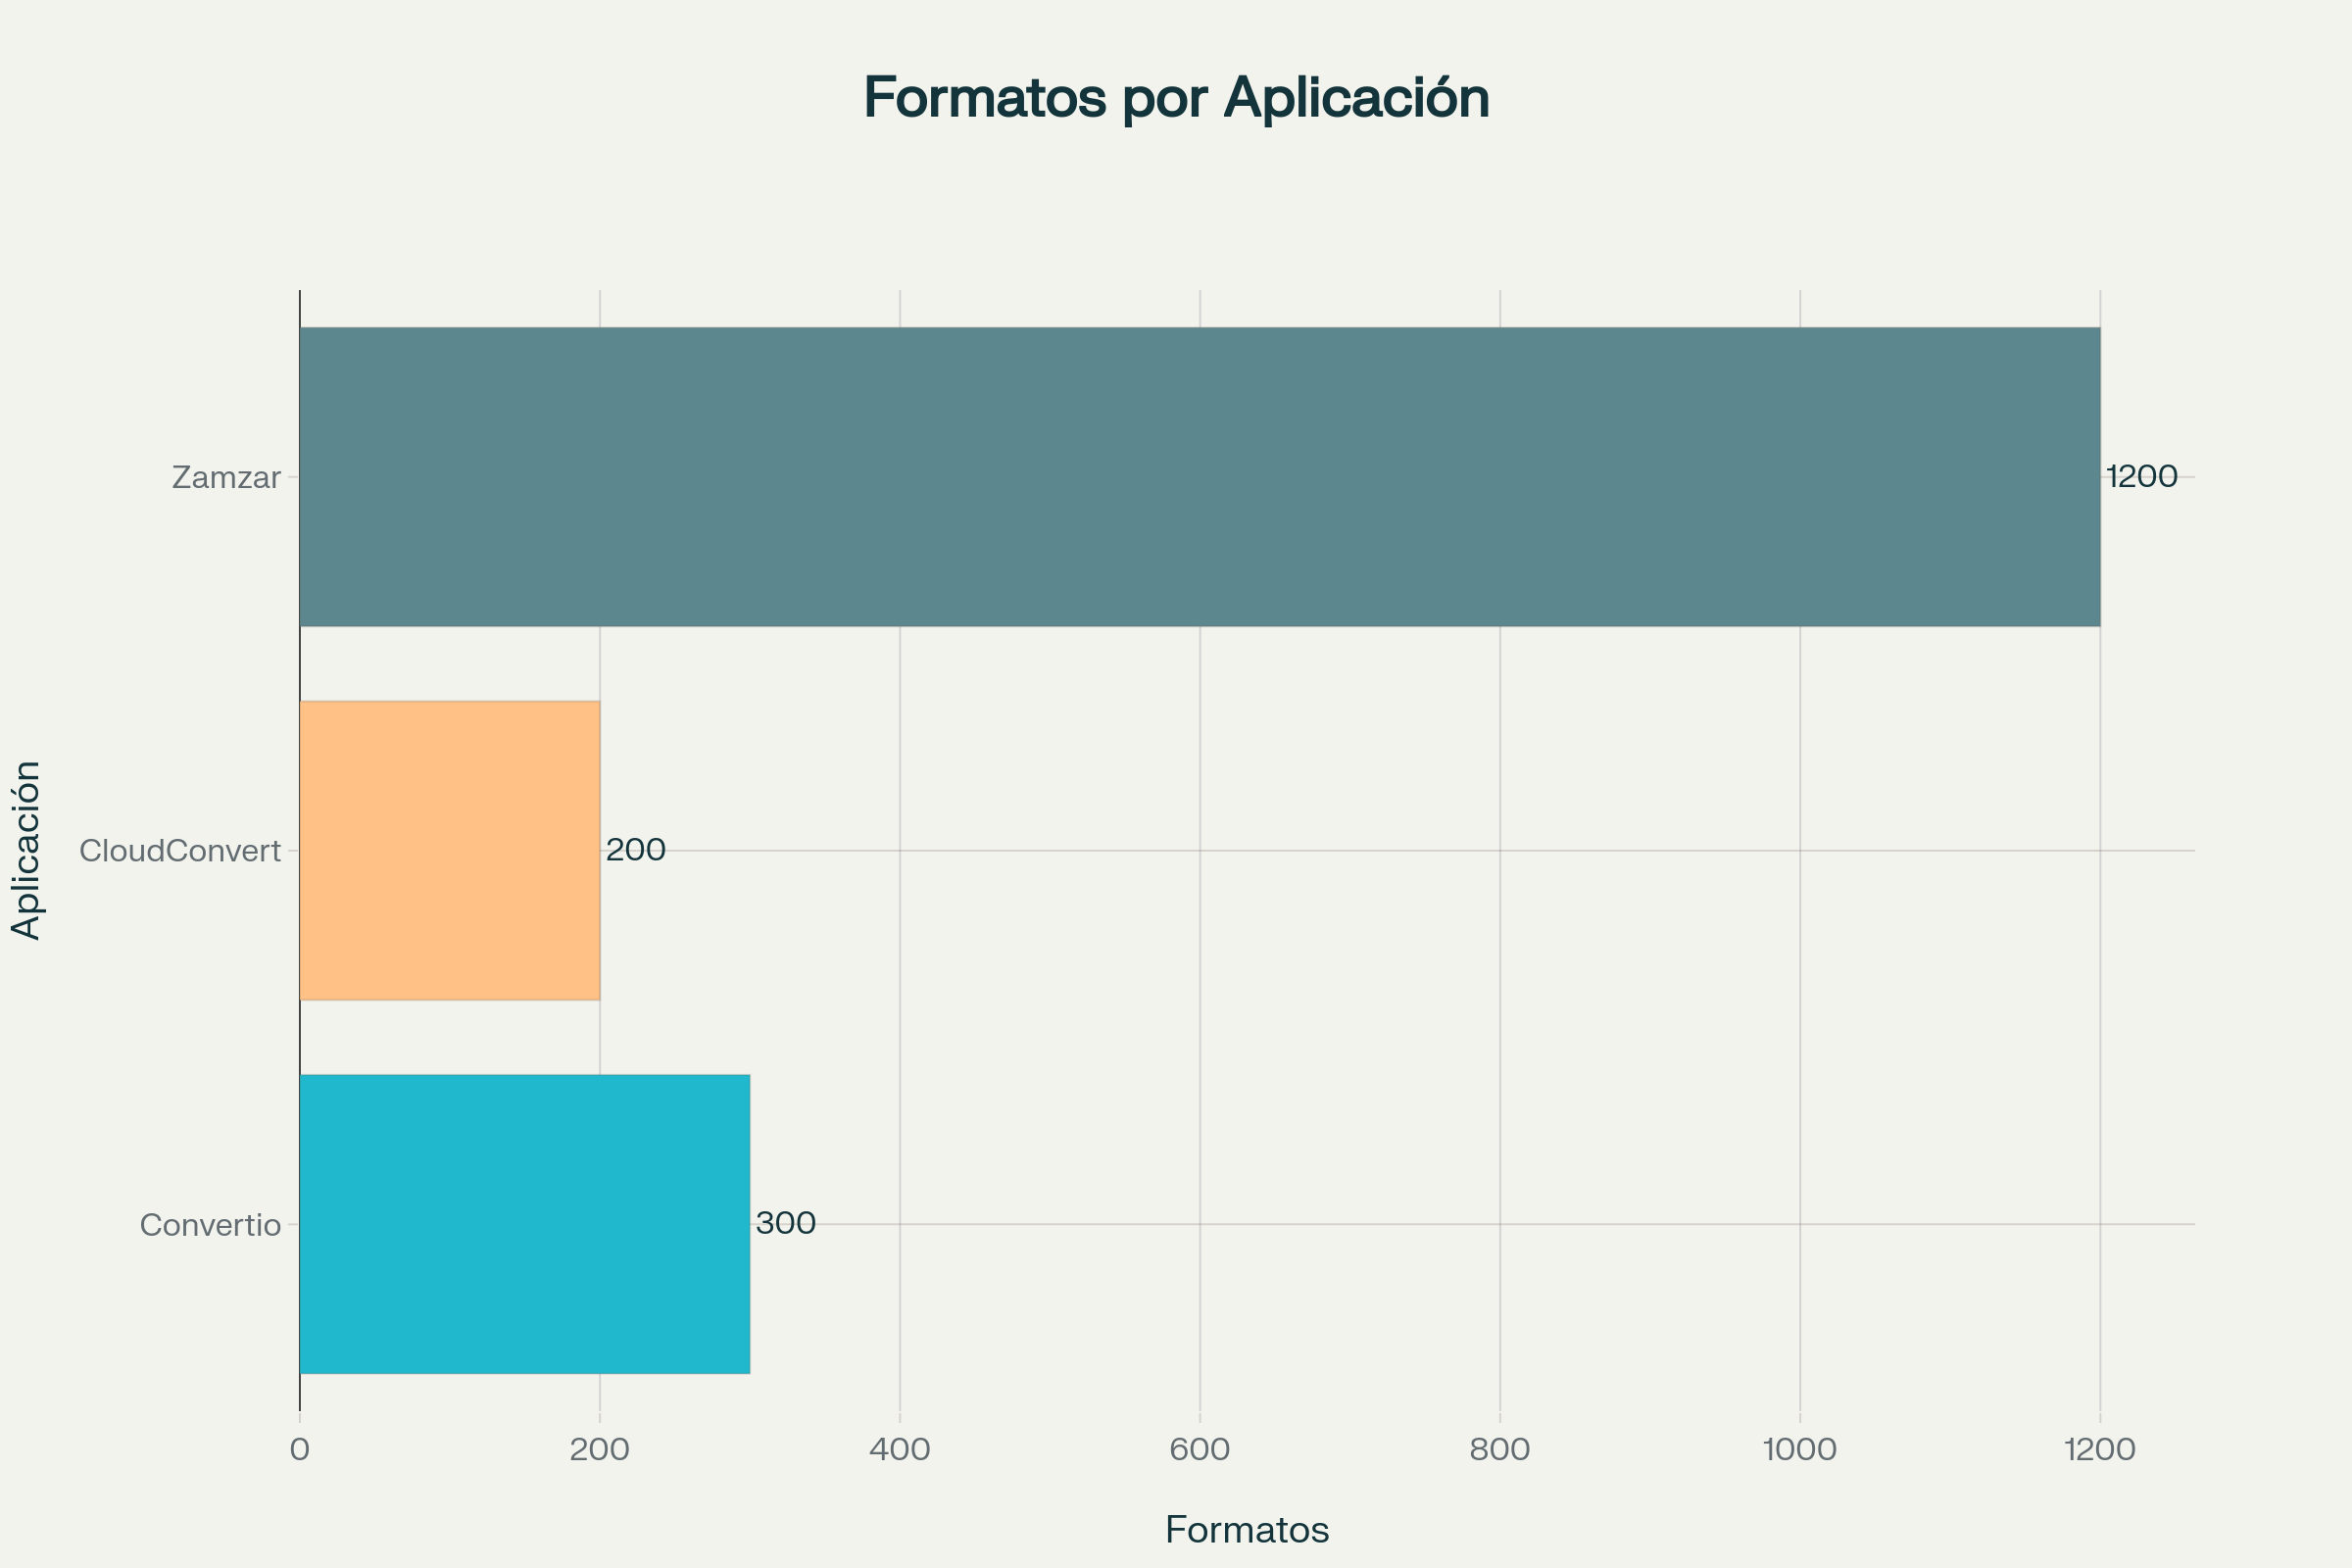 Formatos por Aplicación
Zamzar
1200
CloudConvert
200
Convertio
300
Aplicación
0
200
400
600
800
1000
1200
Formatos